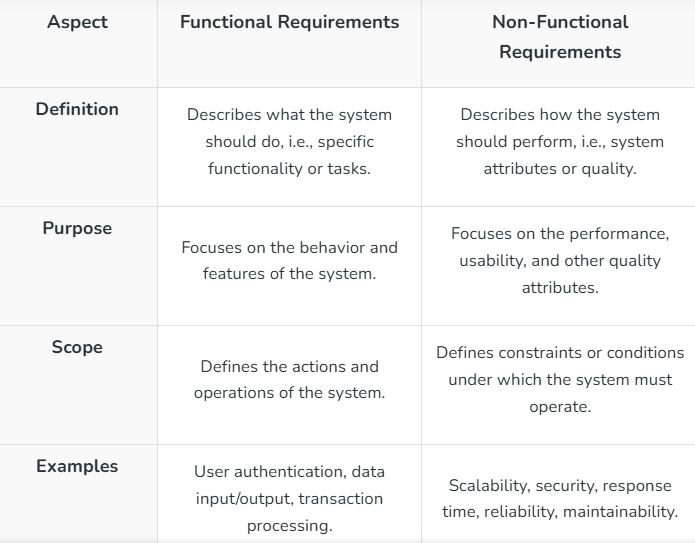 Aspect
Functional Requirements
Non-Functional
Requirements
Definition
Describes what the system
should do, i.e., specific
functionality or tasks.
Describes how the system
should perform, i.e., system
attributes or quality.
Purpose
Focuses on the behavior and
features of the system.
Focuses on the performance,
usability, and other quality
attributes.
Scope
Defines the actions and
operations of the system.
Defines constraints or conditions
under which the system must
operate.
Examples
User authentication, data
input/output, transaction
processing.
Scalability, security, response
time, reliability, maintainability.